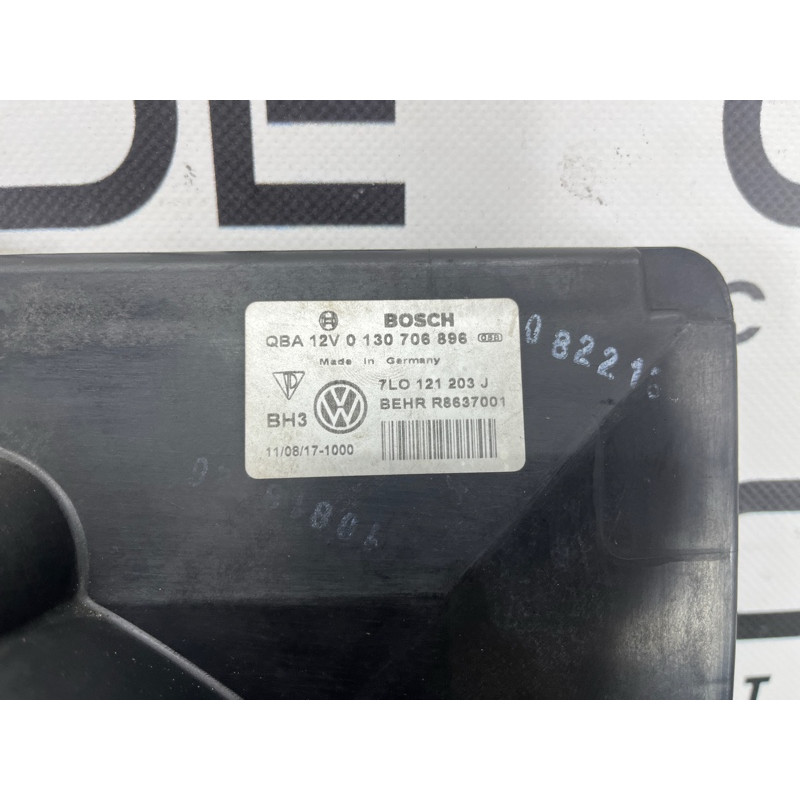 DE
BOSCH
QBA 12V 0 130 706 896
Made in Germany
7L0 121 203 J
BH3
BEHR R8637001
11/08/17-1000
C
T